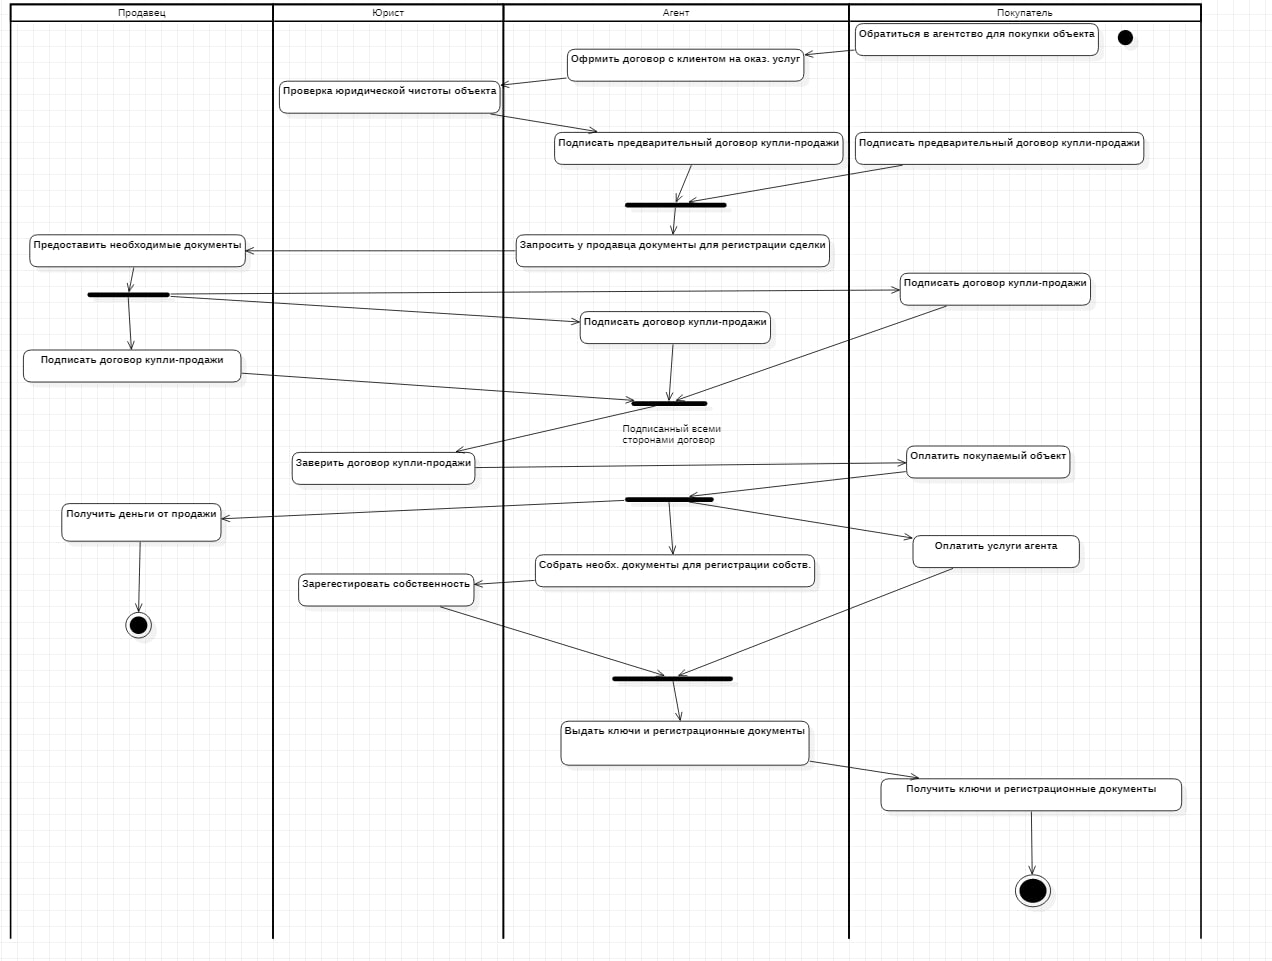 Продавец
Юрист
Агент
Покупатель
Обратиться в агентство для покупки объекта
Офрмить договор с клиентом на оказ. услуг
Проверка юридической чистоты объекта
Подписать предварительный договор купли-продажи
Подписать предварительный договор купли-продажи
Предоставить необходимые документы
Запросить у продавца документы для регистрации сделки
Подписать договор купли-продажи
Подписать договор купли-продажи
Подписать договор купли-продажи
Подписанный всеми
сторонами договор
Заверить договор купли-продажи
Оплатить покупаемый объект
Получить деньги от продажи
Оплатить услуги агента
Собрать необх. документы для регистрации собств.
Зарегестировать собственность
Выдать ключи и регистрационные документы
Получить ключи и регистрационные документы